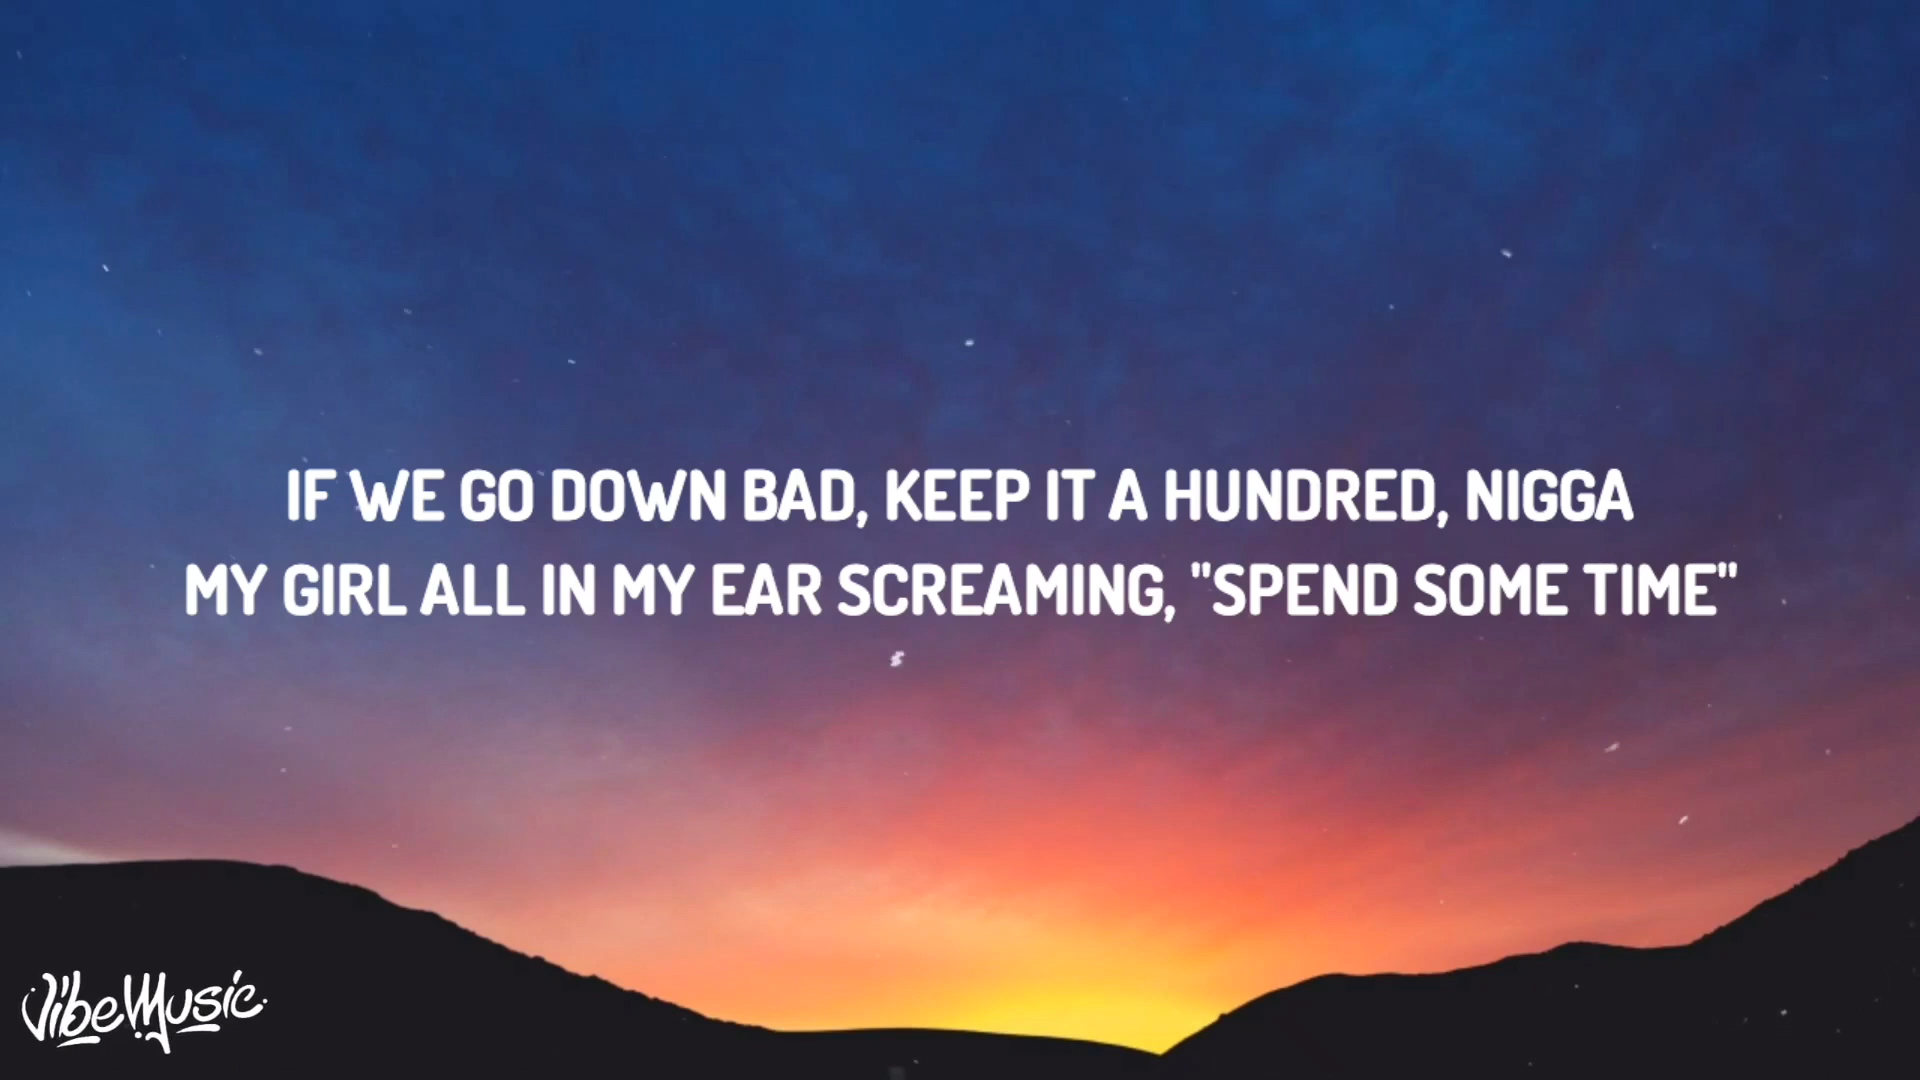 IF WE GO DOWN BAD, KEEP IT A HUNDRED, NIGGA
MY GIRL ALL IN MY EAR SCREAMING, "SPEND SOME TIME"
VibeMusic